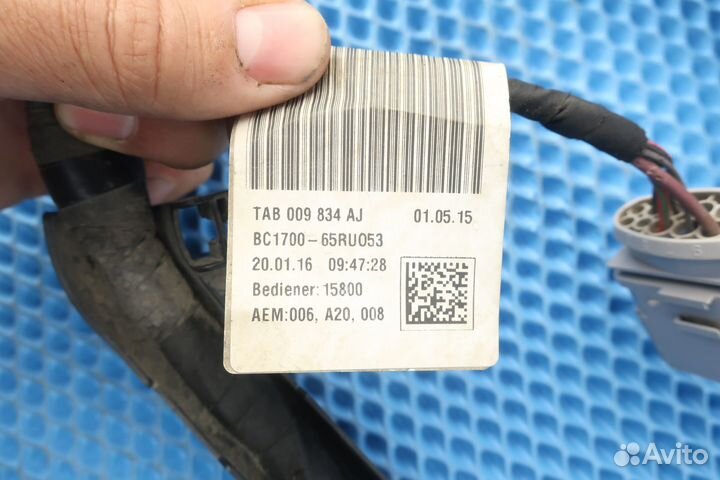 TAB 009 834 AJ 01.05.15
BC1700-65RU053
20.01.16 09:47:28
Bediener: 15800
AEM:006, A20, 008
Avito